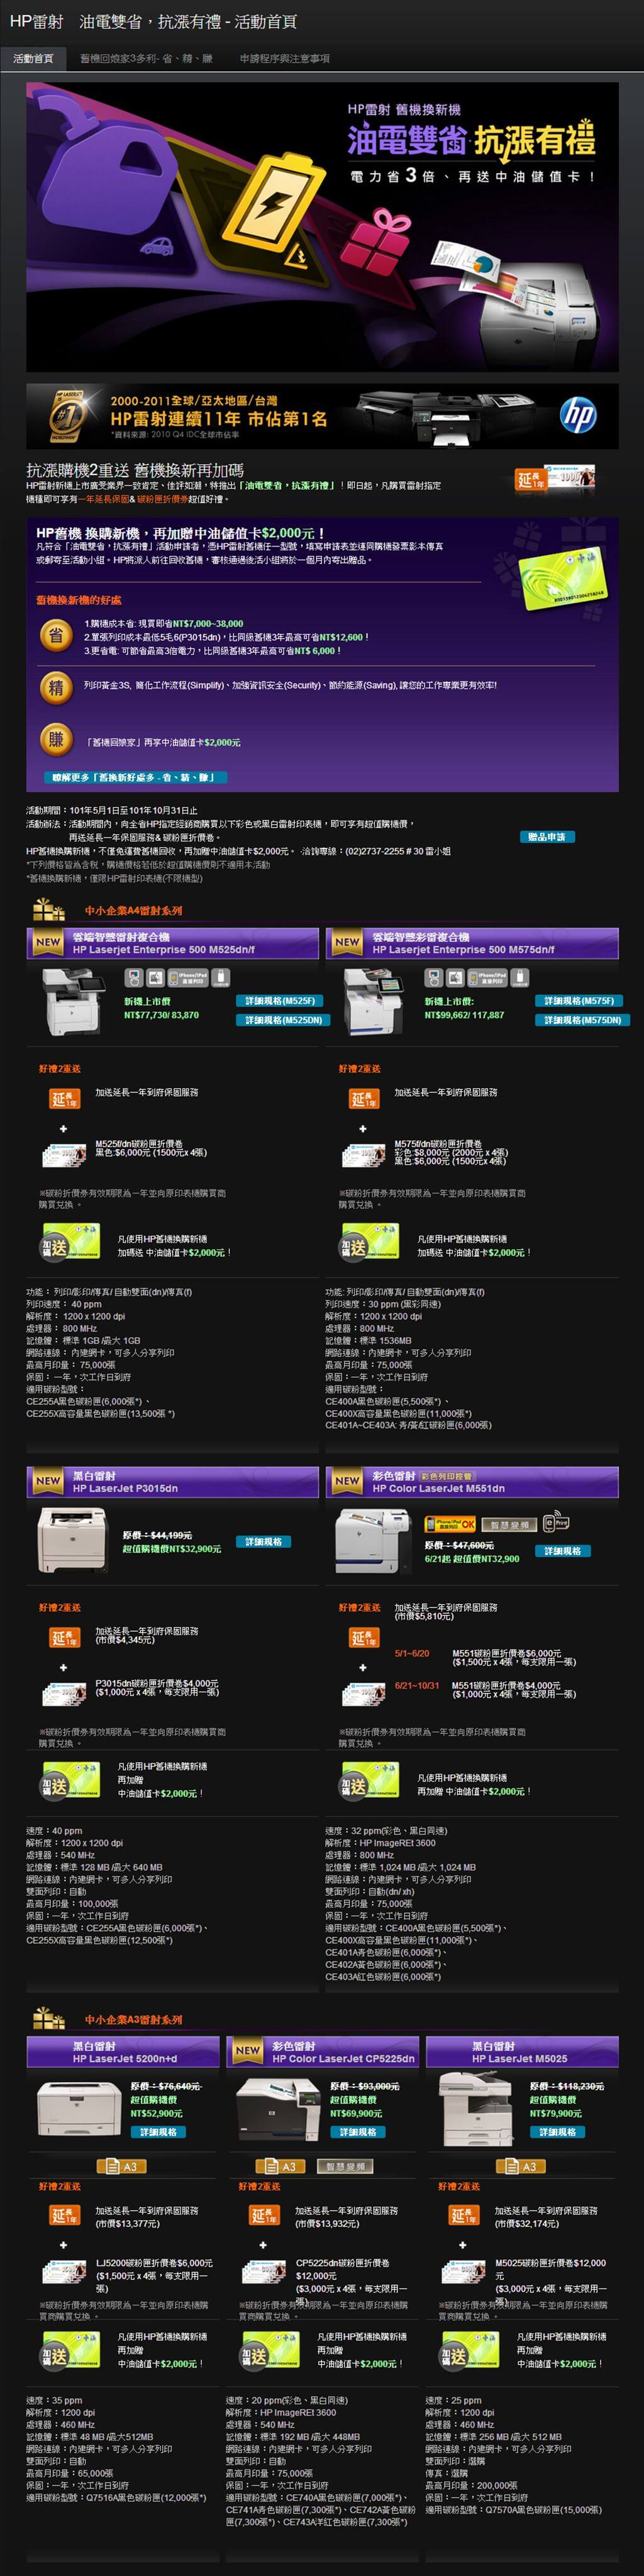 HP雷射　油電雙省，抗漲有禮 - 活動首頁
活動首頁
舊機回娘家3多利- 省、精、賺
申請程序與注意事項
HP雷射 舊機換新機
油電雙省 抗漲有禮
電力省3倍、再送中油儲值卡！
2000-2011全球/亞太地區/台灣
HP雷射連續11年 市佔第1名
*資料來源: 2010 Q4 IDC全球市佔率
#1
hp
抗漲購機2重送 舊機換新再加碼
HP雷射新機上市廣受業界一致肯定、佳評如潮，特推出「油電雙省，抗漲有禮」！即日起，凡購買雷射指定
機種即可享有一年延長保固& 碳粉匣折價券超值好禮。
延長1年
HP舊機 換購新機，再加贈中油儲值卡$2,000元！
凡符合「油電雙省，抗漲有禮」活動申請者，憑HP雷射舊機任一型號，填寫申請表並連同購機發票影本傳真
或郵寄至活動小組。HP將派人前往回收舊機，審核通過後活小組將於一個月內寄出贈品。
舊機換新機的好處
省
1.購機成本省: 現買即省NT$7,000~38,000
2.單張列印成本最低5毛6(P3015dn)，比同級舊機3年最高可省NT$12,600！
3.更省電: 可節省最高3倍電力，比同級舊機3年最高可省NT$ 6,000！
精
列印黃金3S, 簡化工作流程(Simplify)、加強資訊安全(Security)、節約能源(Saving), 讓您的工作專業更有效率!
賺
「舊機回娘家」再享中油儲值卡$2,000元
瞭解更多「舊換新好處多 - 省、精、賺」
活動期間：101年5月1日至101年10月31日止
活動辦法：活動期間內，向全省HP指定經銷商購買以下彩色或黑白雷射印表機，即可享有超值購機價，
再送延長一年保固服務& 碳粉匣折價卷。
贈品申請
HP舊機換購新機，不僅免運費舊機回收，再加贈中油儲值卡$2,000元。 洽詢專線：(02)2737-2255 # 30 雷小姐
*下列價格皆為含稅，購機價格若低於超值購機價則不適用本活動
*舊機換購新機，僅限HP雷射印表機(不限機型)
中小企業A4雷射系列
NEW
雲端智慧雷射複合機
HP Laserjet Enterprise 500 M525dn/f
新機上市價
NT$77,730/ 83,870
詳細規格(M525F)
詳細規格(M525DN)
好禮2重送
延長1年
加送延長一年到府保固服務
+
M525f/dn碳粉匣折價卷
黑色:$6,000元 (1500元x 4張)
※碳粉折價券有效期限為一年並向原印表機購買商
購買兌換。
加碼送
凡使用HP舊機換購新機
加碼送 中油儲值卡$2,000元！
功能： 列印/影印/傳真/ 自動雙面(dn)/傳真(f)
列印速度： 40 ppm
解析度： 1200 x 1200 dpi
處理器： 800 MHz
記憶體： 標準 1GB /最大 1GB
網路連線： 內建網卡，可多人分享列印
最高月印量： 75,000張
保固： 一年，次工作日到府
適用碳粉型號：
CE255A黑色碳粉匣(6,000張*) 、
CE255X高容量黑色碳粉匣(13,500張 *)
NEW
雲端智慧彩雷複合機
HP Laserjet Enterprise 500 M575dn/f
新機上市價:
NT$99,662/ 117,887
詳細規格(M575F)
詳細規格(M575DN)
好禮2重送
延長1年
加送延長一年到府保固服務
+
M575f/dn碳粉匣折價卷
彩色:$8,000元 (2000元 x 4張)
黑色:$6,000元 (1500元x 4張)
※碳粉折價券有效期限為一年並向原印表機購買商
購買兌換。
加碼送
凡使用HP舊機換購新機
加碼送 中油儲值卡$2,000元！
功能: 列印/影印/傳真/ 自動雙面(dn)/傳真(f)
列印速度：30 ppm (黑彩同速)
解析度：1200 x 1200 dpi
處理器：800 MHz
記憶體：標準 1536MB
網路連線：內建網卡，可多人分享列印
最高月印量：75,000張
保固：一年，次工作日到府
適用碳粉型號：
CE400A黑色碳粉匣(5,500張*) 、
CE400X高容量黑色碳粉匣(11,000張*)
CE401A~CE403A: 青/黃/紅碳粉匣(6,000張)
NEW
黑白雷射
HP LaserJet P3015dn
原價：$44,199元
超值購機價NT$32,900元
詳細規格
好禮2重送
延長1年
加送延長一年到府保固服務
(市價$4,345元)
+
P3015dn碳粉匣折價卷$4,000元
($1,000元 x 4張，每支限用一張)
※碳粉折價券有效期限為一年並向原印表機購買商
購買兌換。
加碼送
凡使用HP舊機換購新機
再加贈
中油儲值卡$2,000元！
速度：40 ppm
解析度：1200 x 1200 dpi
處理器：540 MHz
記憶體：標準 128 MB /最大 640 MB
網路連線：內建網卡，可多人分享列印
雙面列印：自動
最高月印量：100,000張
保固：一年，次工作日到府
適用碳粉型號：CE255A黑色碳粉匣(6,000張*)、
CE255X高容量黑色碳粉匣(12,500張*)
NEW
彩色雷射 彩色列印控管
HP Color LaserJet M551dn
OK
智慧變頻
原價：$47,600元
6/21起 超值價NT32,900
詳細規格
好禮2重送
延長1年
加送延長一年到府保固服務
(市價$5,810元)
+
5/1~6/20
M551碳粉匣折價卷$6,000元
($1,500元 x 4張，每支限用一張)
6/21~10/31
M551碳粉匣折價卷$4,000元
($1,000元 x 4張，每支限用一張)
※碳粉折價券有效期限為一年並向原印表機購買商
購買兌換。
加碼送
凡使用HP舊機換購新機
再加贈 中油儲值卡$2,000元！
速度：32 ppm(彩色、黑白同速)
解析度：HP ImageREt 3600
處理器：800 MHz
記憶體：標準 1,024 MB /最大 1,024 MB
網路連線：內建網卡，可多人分享列印
雙面列印：自動(dn/ xh)
最高月印量：75,000張
保固：一年，次工作日到府
適用碳粉型號：CE400A黑色碳粉匣(5,500張*)、
CE400X高容量黑色碳粉匣(11,000張*)、
CE401A青色碳粉匣(6,000張*)、
CE402A黃色碳粉匣(6,000張*)、
CE403A紅色碳粉匣(6,000張*)
中小企業A3雷射系列
黑白雷射
HP LaserJet 5200n+d
原價：$76,640元
超值購機價
NT$52,900元
詳細規格
A3
好禮2重送
延長1年
加送延長一年到府保固服務
(市價$13,377元)
+
LJ5200碳粉匣折價卷$6,000元
($1,500元 x 4張，每支限用一
張)
※碳粉折價券有效期限為一年並向原印表機購
買商購買兌換。
加碼送
凡使用HP舊機換購新機
再加贈
中油儲值卡$2,000元！
速度：35 ppm
解析度：1200 dpi
處理器：460 MHz
記憶體：標準 48 MB /最大512MB
網路連線：內建網卡，可多人分享列印
雙面列印：自動
最高月印量：65,000張
保固：一年，次工作日到府
適用碳粉型號：Q7516A黑色碳粉匣(12,000張*)
NEW
彩色雷射
HP Color LaserJet CP5225dn
原價：$93,000元
超值購機價
NT$69,900元
詳細規格
A3
智慧變頻
好禮2重送
延長1年
加送延長一年到府保固服務
(市價$13,932元)
+
CP5225dn碳粉匣折價卷
$12,000元
($3,000元 x 4張，每支限用一
張)
※碳粉折價券有效期限為一年並向原印表機購
買商購買兌換。
加碼送
凡使用HP舊機換購新機
再加贈
中油儲值卡$2,000元！
速度：20 ppm(彩色、黑白同速)
解析度：HP ImageREt 3600
處理器：540 MHz
記憶體：標準 192 MB /最大 448MB
網路連線：內建網卡，可多人分享列印
雙面列印：自動
最高月印量：75,000張
保固：一年，次工作日到府
適用碳粉型號：CE740A黑色碳粉匣(7,000張*)、
CE741A青色碳粉匣(7,300張*)、CE742A黃色碳粉
匣(7,300張*)、CE743A洋紅色碳粉匣(7,300張*)
黑白雷射
HP LaserJet M5025
原價：$118,230元
超值購機價
NT$79,900元
詳細規格
A3
好禮2重送
延長1年
加送延長一年到府保固服務
(市價$32,174元)
+
M5025碳粉匣折價卷$12,000
元
($3,000元 x 4張，每支限用一
張)
※碳粉折價券有效期限為一年並向原印表機購
買商購買兌換。
加碼送
凡使用HP舊機換購新機
再加贈
中油儲值卡$2,000元！
速度：25 ppm
解析度：1200 dpi
處理器：460 MHz
記憶體：標準 256 MB /最大 512 MB
網路連線：內建網卡，可多人分享列印
雙面列印：選購
傳真：選購
最高月印量：200,000張
保固：一年，次工作日到府
適用碳粉型號：Q7570A黑色碳粉匣(15,000張)